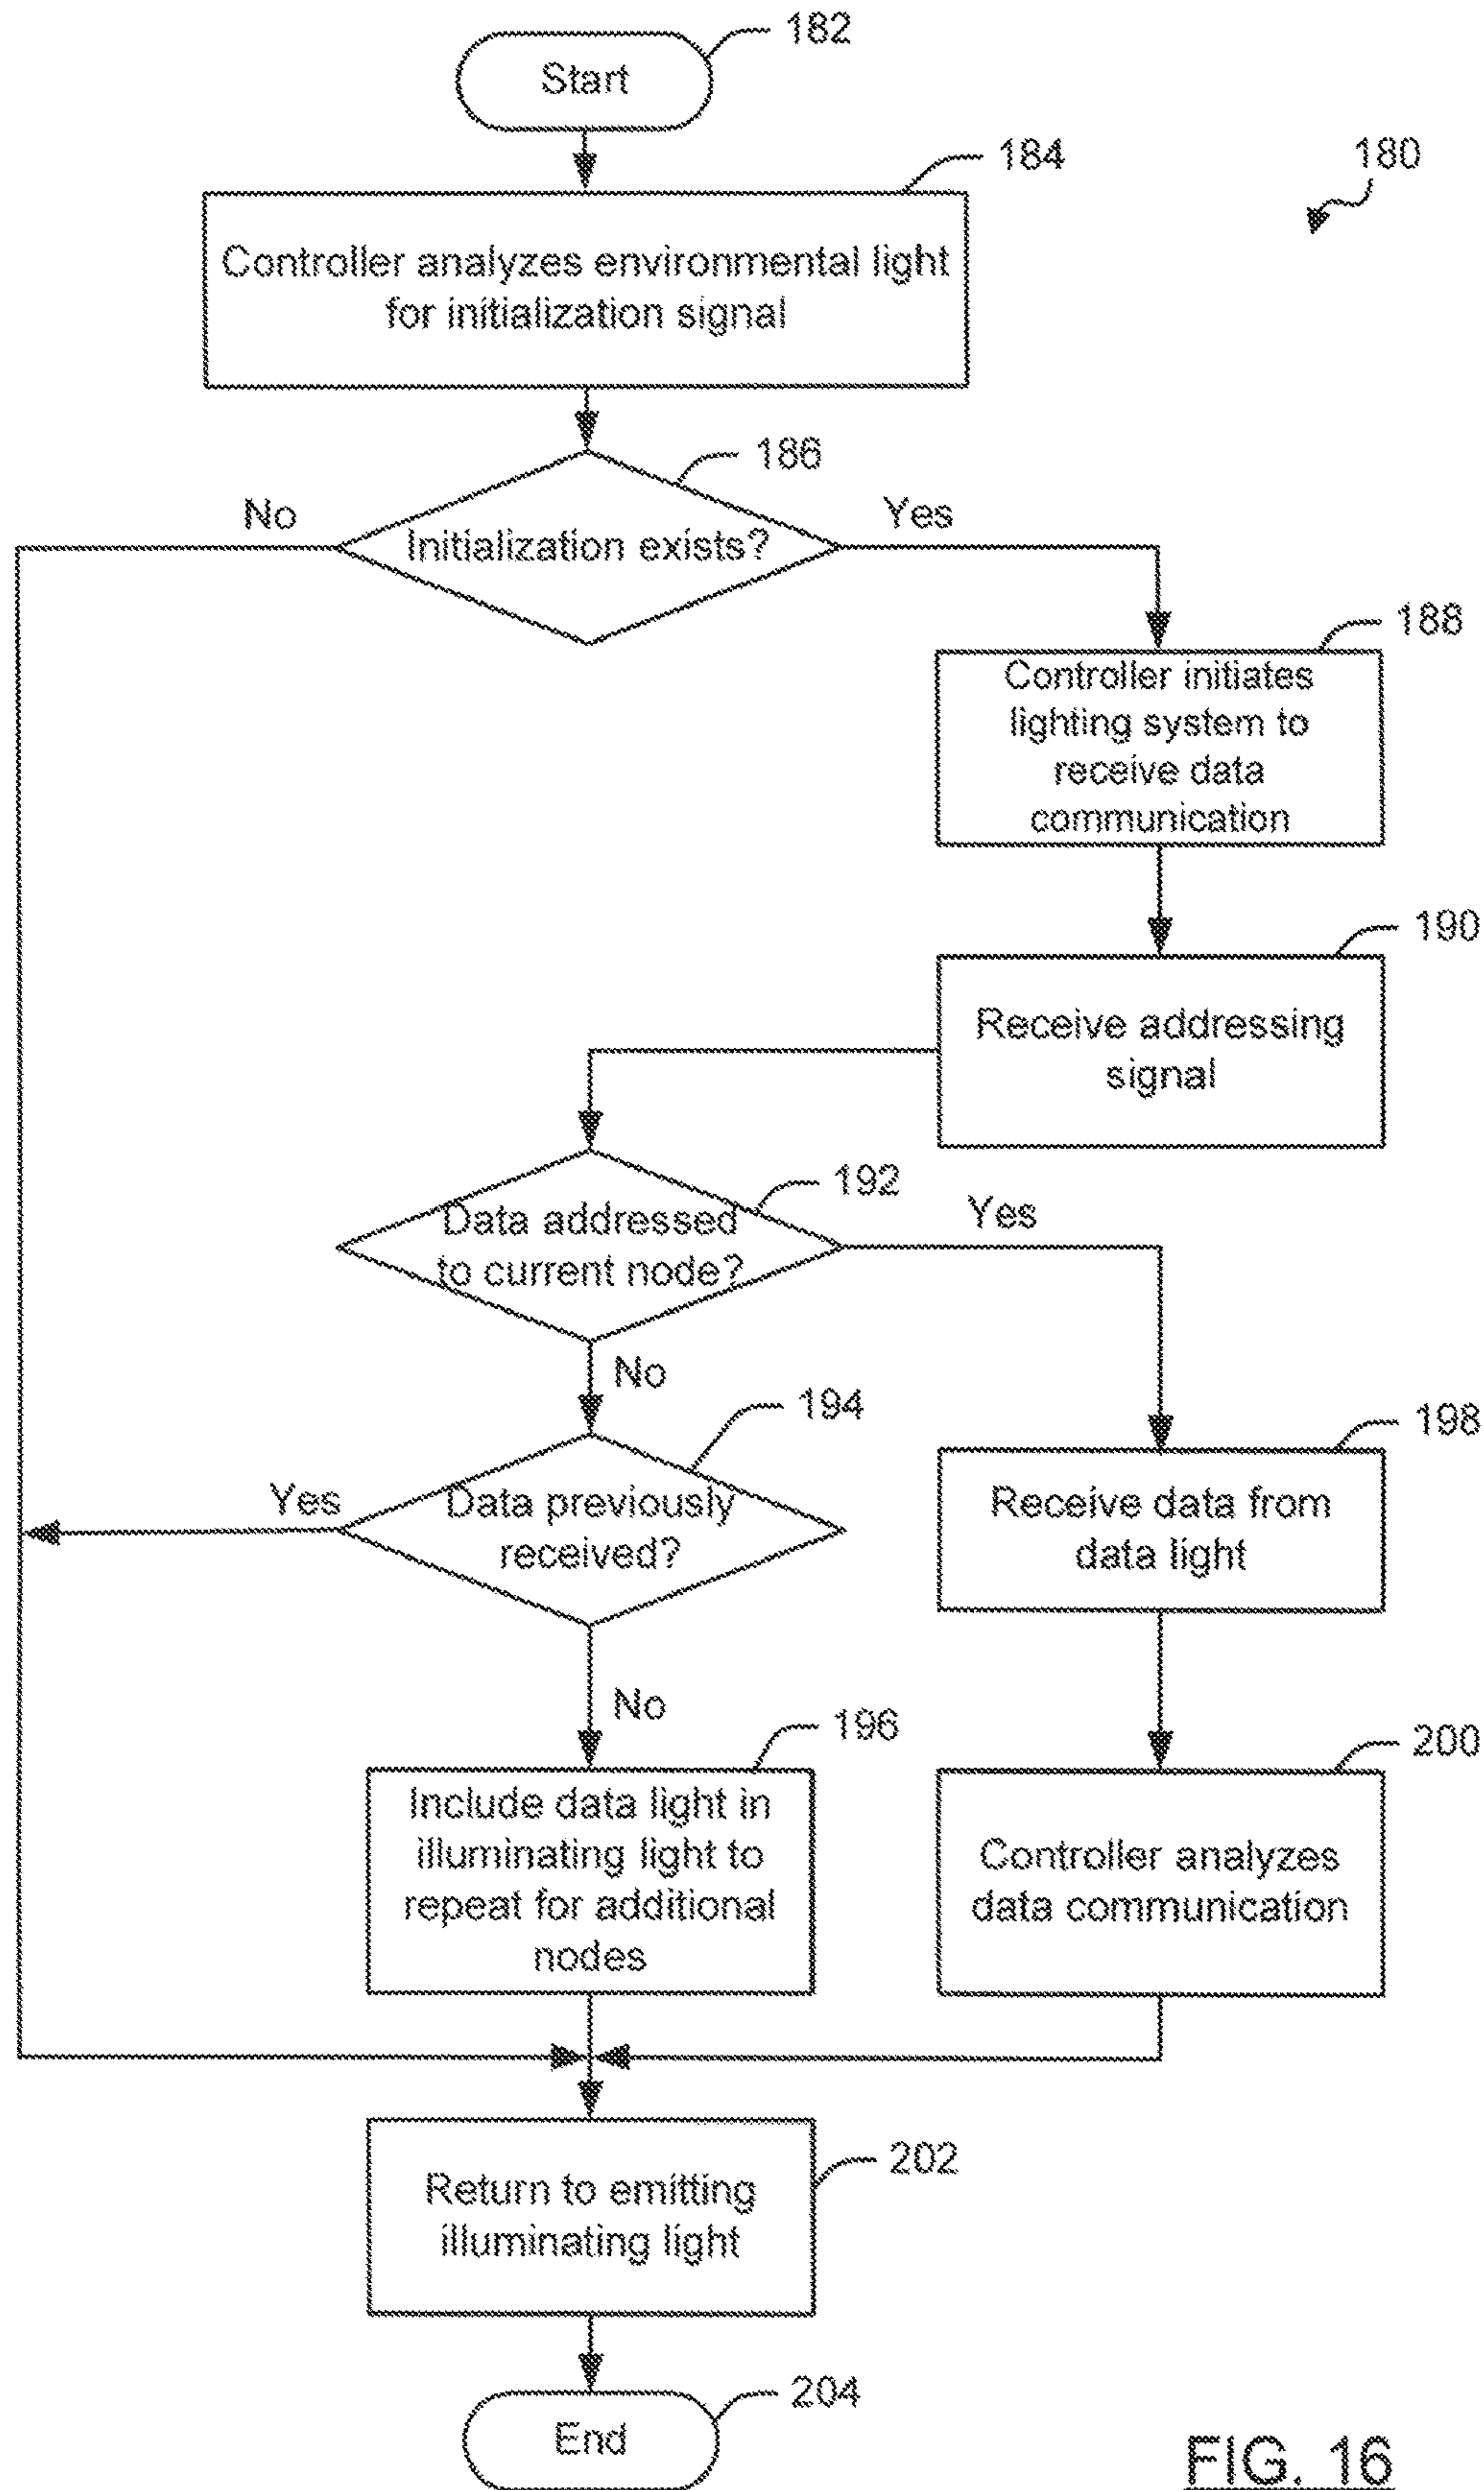 182
Start
184
180
Controller analyzes environmental light
for initialization signal
186
No
Yes
Initialization exists?
188
Controller initiates
lighting system to
receive data
communication
190
Receive addressing
signal
192
Yes
Data addressed
to current node?
No
194
198
Yes
Data previously
received?
Receive data from
data light
No
196
200
Include data light in
illuminating light to
repeat for additional
nodes
Controller analyzes
data communication
202
Return to emitting
illuminating light
204
End
FIG. 16